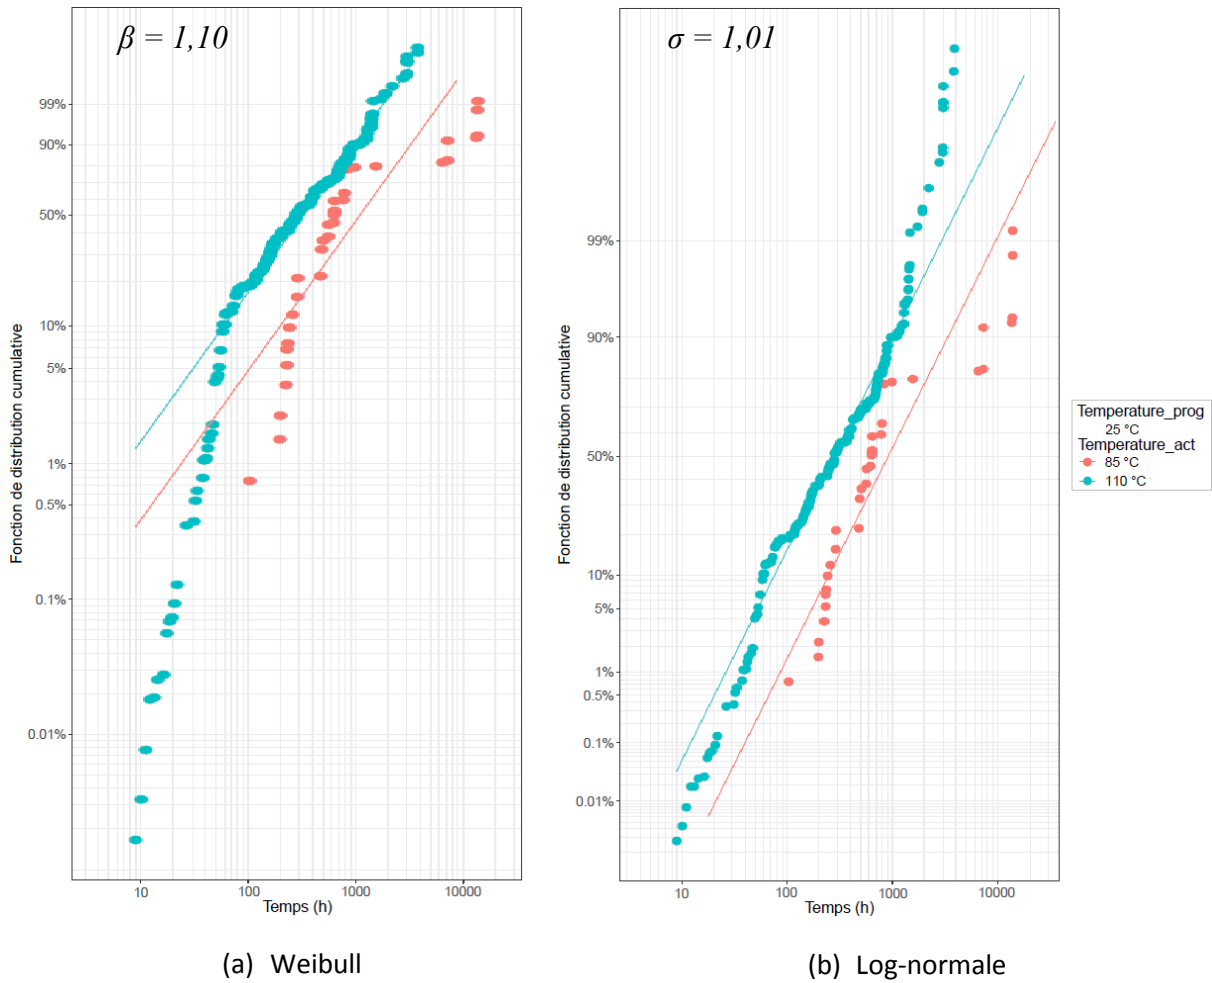 β = 1,10
σ = 1,01
Fonction de distribution cumulative
99%
90%
50%
10%
5%
1%
0.5%
0.1%
0.01%
10
100
1000
10000
Temps (h)
Fonction de distribution cumulative
99%
90%
50%
10%
5%
1%
0.5%
0.1%
0.01%
10
100
1000
10000
Temps (h)
Temperature_prog
25 °C
Temperature_act
85 °C
110 °C
(a) Weibull
(b) Log-normale